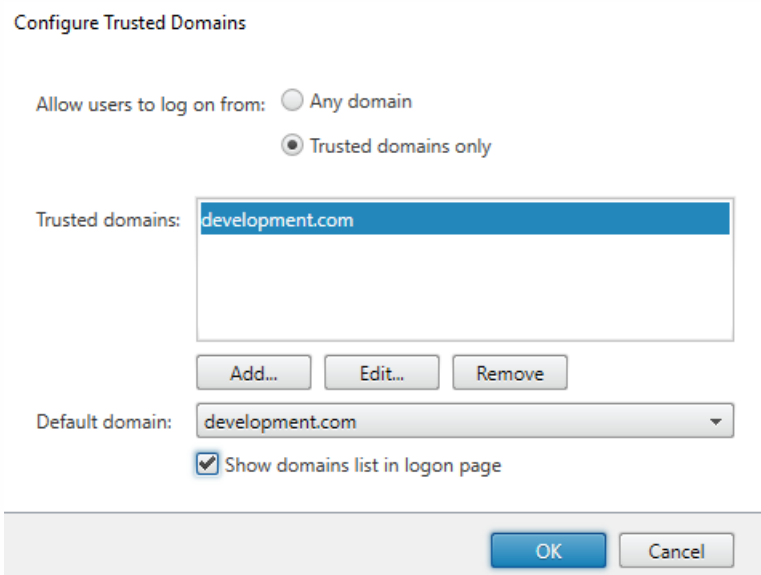 Configure Trusted Domains
Allow users to log on from: Any domain
Trusted domains only
Trusted domains: development.com
Add... Edit... Remove
Default domain: development.com
Show domains list in logon page
OK Cancel